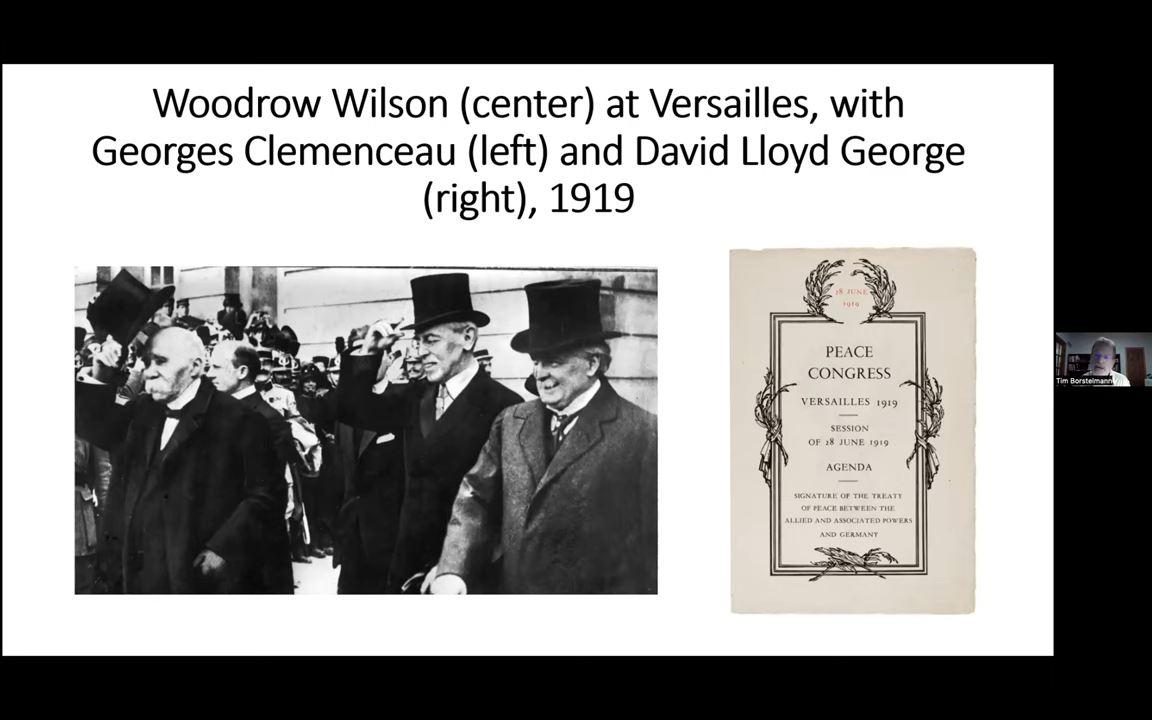 Woodrow Wilson (center) at Versailles, with
Georges Clemenceau (left) and David Lloyd George
(right), 1919
28 JUNE
1919
PEACE
CONGRESS
VERSAILLES 1919
SESSION
OF 28 JUNE 1919
AGENDA
SIGNATURE OF THE TREATY
OF PEACE BETWEEN THE
ALLIED AND ASSOCIATED POWERS
AND GERMANY
Tim Borstelmann